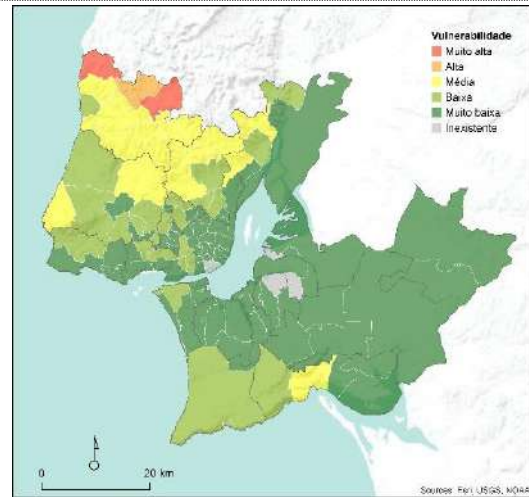 Vulnerabilidade
Muito alta
Alta
Média
Baixa
Muito baixa
Inexistente
0 20 km
Sources: Esri, USGS, NOAA